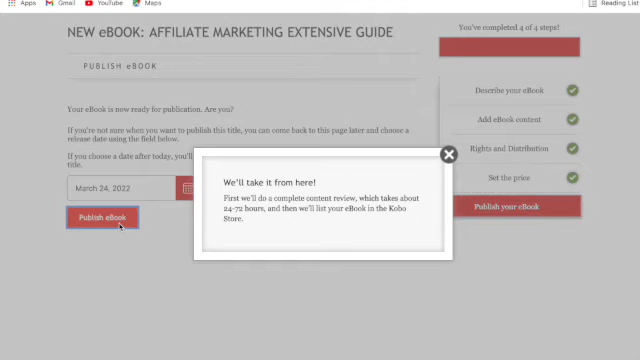 Apps Gmail YouTube Maps Reading List
NEW eBOOK: AFFILIATE MARKETING EXTENSIVE GUIDE
You've completed 4 of 4 steps!
PUBLISH eBOOK
Describe your eBook
Your eBook is now ready for publication. Are you?
Add eBook content
If you're not sure when you want to publish this title, you can come back to this page later and choose a
release date using the field below.
Rights and Distribution
If you choose a date after today, you'll
title.
Set the price
March 24, 2022
Publish your eBook
Publish eBook
We'll take it from here!
First we'll do a complete content review, which takes about
24-72 hours, and then we'll list your eBook in the Kobo
Store.